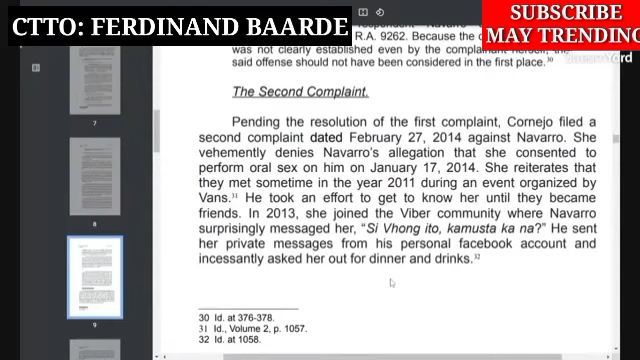 CTTO: FERDINAND BAARDE
SUBSCRIBE
MAY TRENDING
R.A. 9262. Because the
was not clearly established even by the complainant herself, the
said offense should not have been considered in the first place.30
The Second Complaint.
Pending the resolution of the first complaint, Cornejo filed a
second complaint dated February 27, 2014 against Navarro. She
vehemently denies Navarro's allegation that she consented to
perform oral sex on him on January 17, 2014. She reiterates that
they met sometime in the year 2011 during an event organized by
Vans.31 He took an effort to get to know her until they became
friends. In 2013, she joined the Viber community where Navarro
surprisingly messaged her, "Si Vhong ito, kamusta ka na?" He sent
her private messages from his personal facebook account and
incessantly asked her out for dinner and drinks.32
30 Id. at 376-378.
31 Id., Volume 2, p. 1057.
32 Id. at 1058.
7
8
9